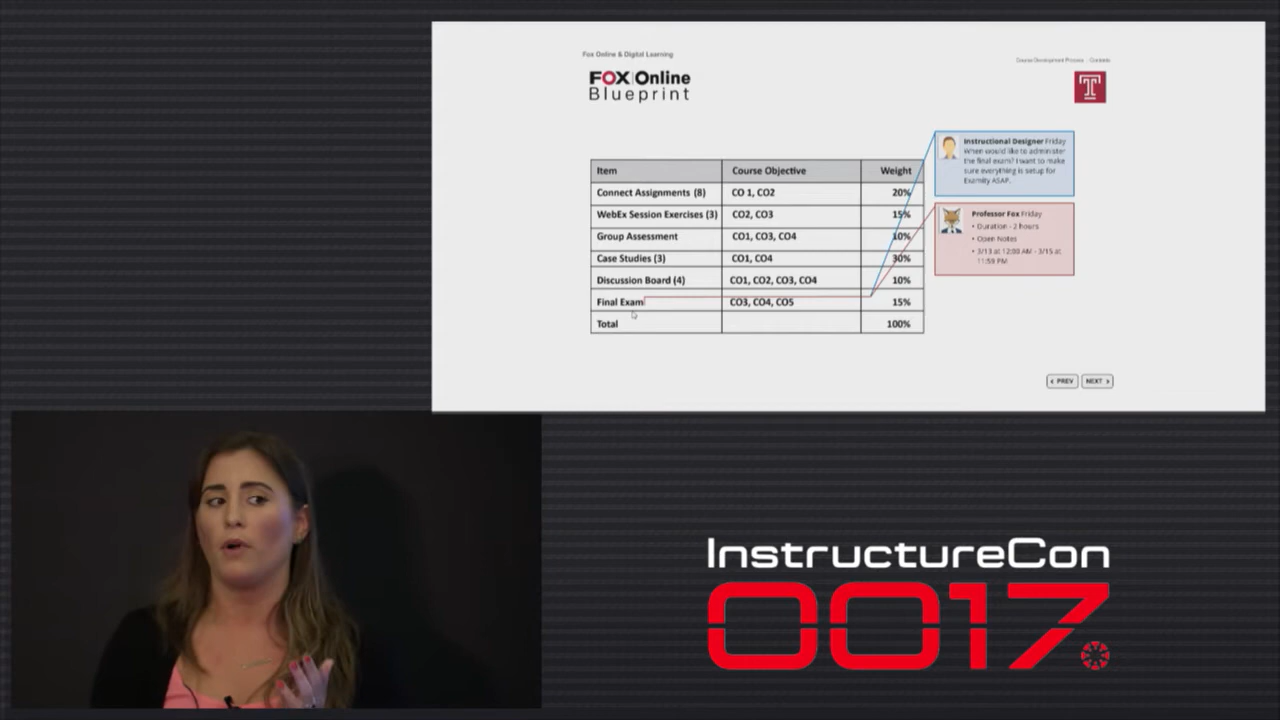 Fox Online & Digital Learning
Course Development Process | Contents
FOX Online
Blueprint
Item Course Objective Weight
Connect Assignments (8) CO 1, CO2 20%
WebEx Session Exercises (3) CO2, CO3 15%
Group Assessment CO1, CO3, CO4 10%
Case Studies (3) CO1, CO4 30%
Discussion Board (4) CO1, CO2, CO3, CO4 10%
Final Exam CO3, CO4, CO5 15%
Total 100%
Instructional Designer Friday
When would like to administer
the final exam? I want to make
sure everything is setup for
Examity ASAP.
Professor Fox Friday
• Duration - 2 hours
• Open Notes
• 3/13 at 12:00 AM - 3/15 at
11:59 PM
< PREV NEXT >
InstructureCon
0017